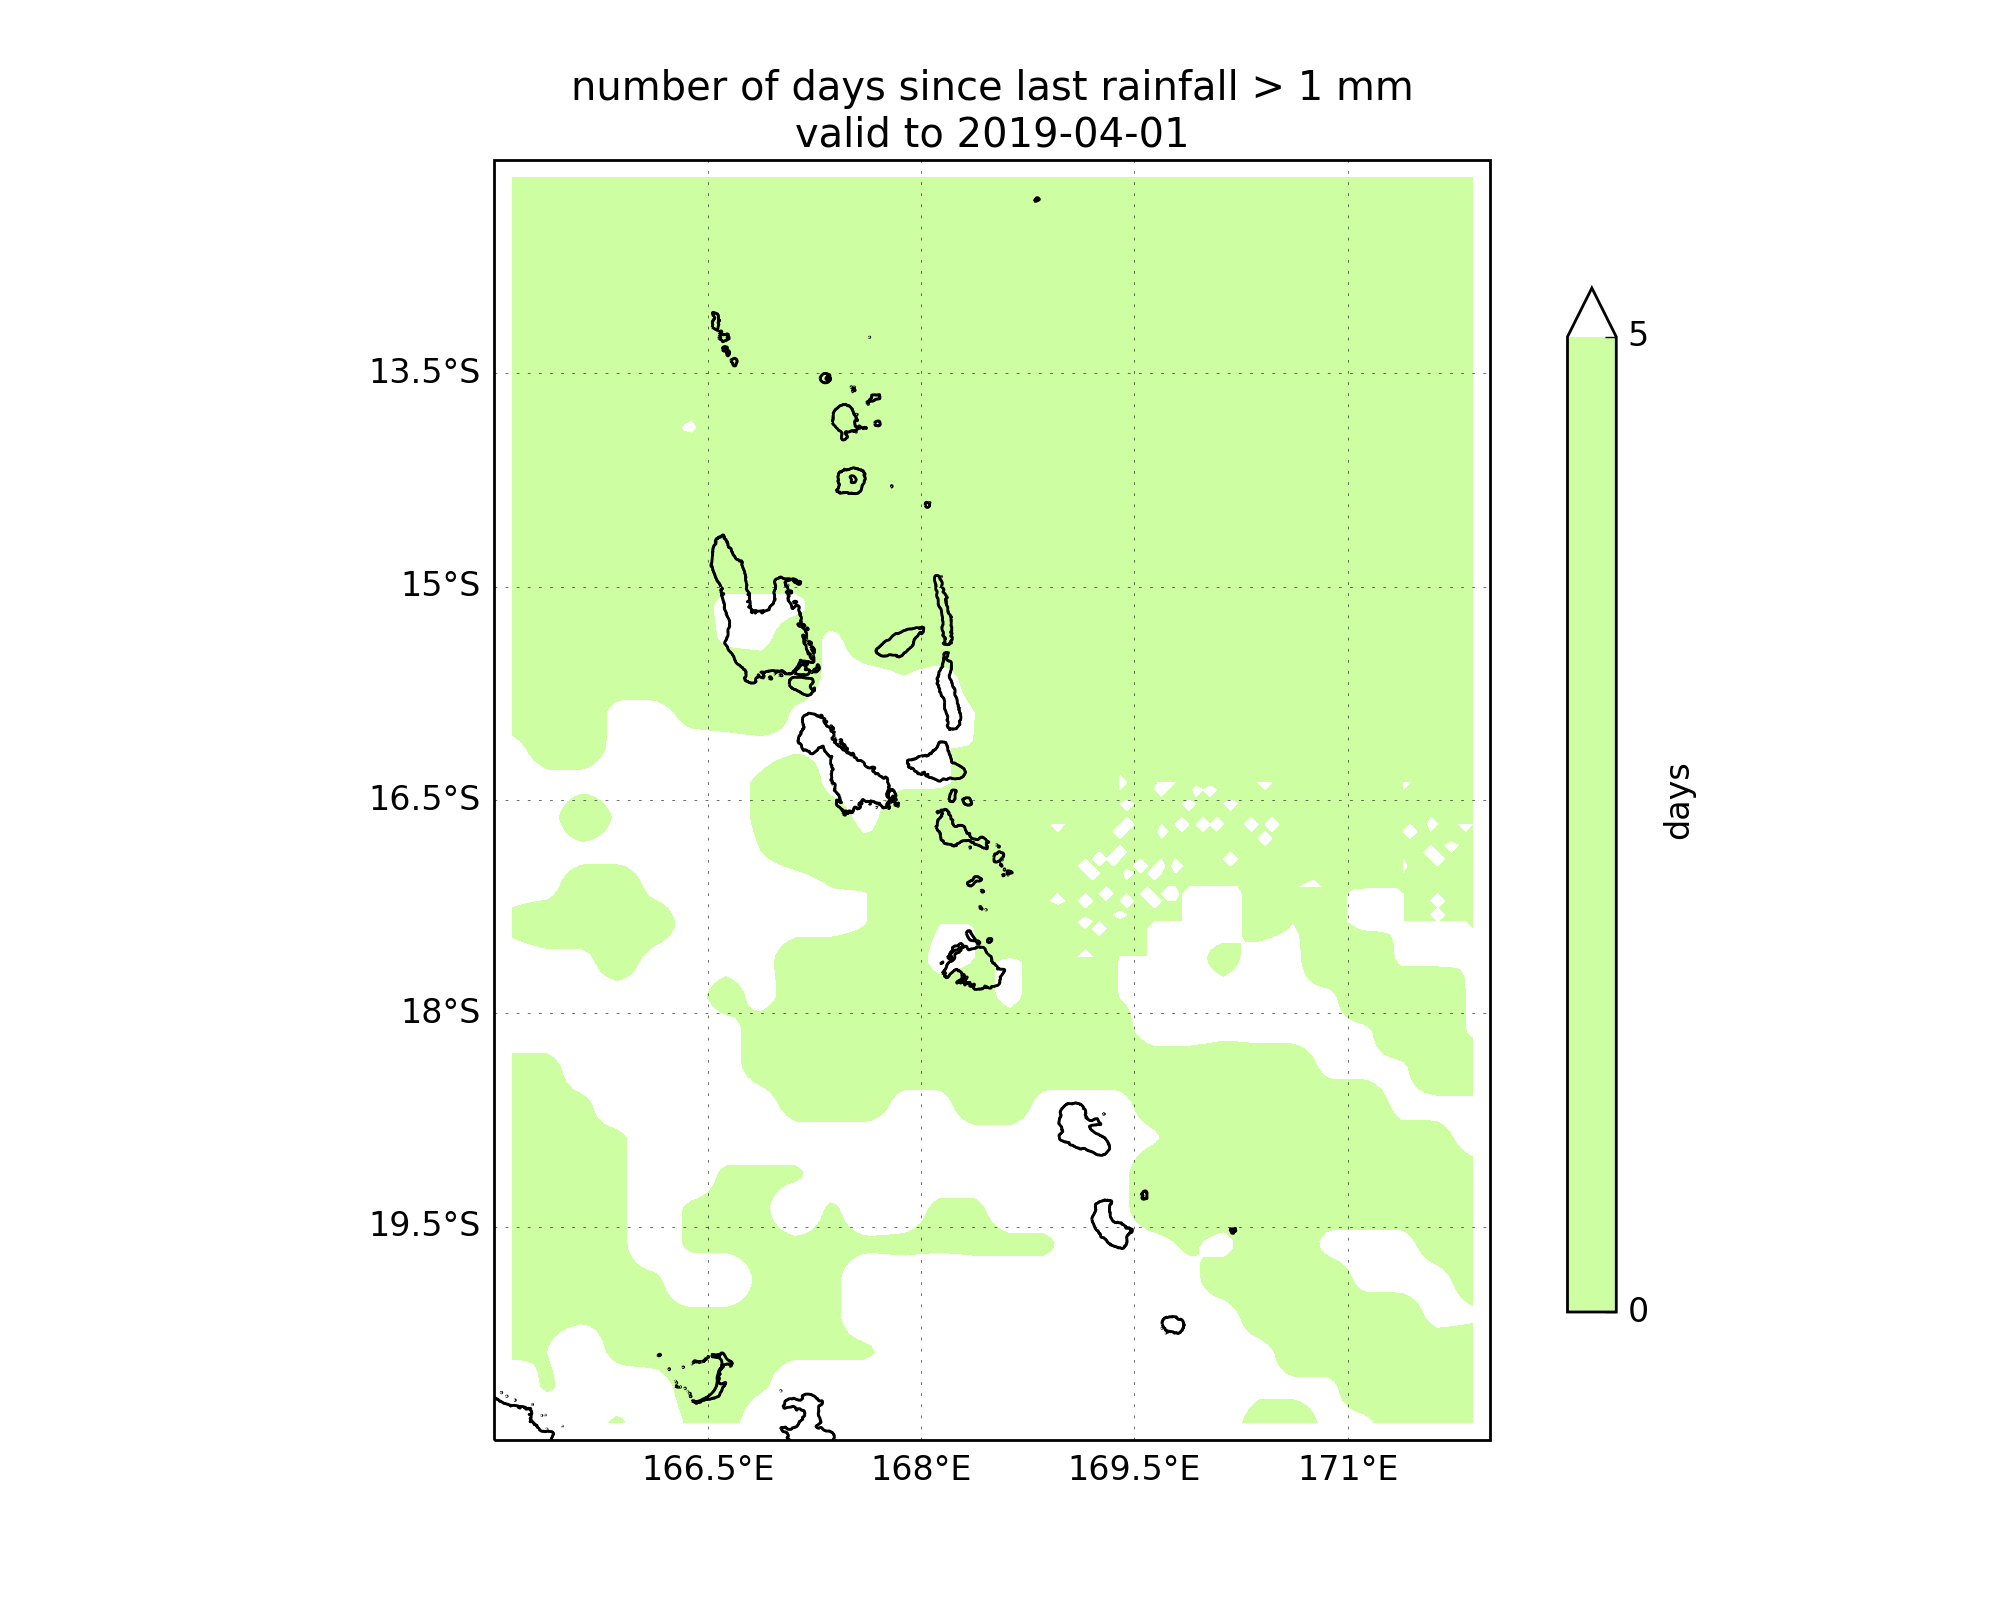 number of days since last rainfall > 1 mm
valid to 2019-04-01
13.5°S
15°S
16.5°S
18°S
19.5°S
166.5°E
168°E
169.5°E
171°E
5
0
days